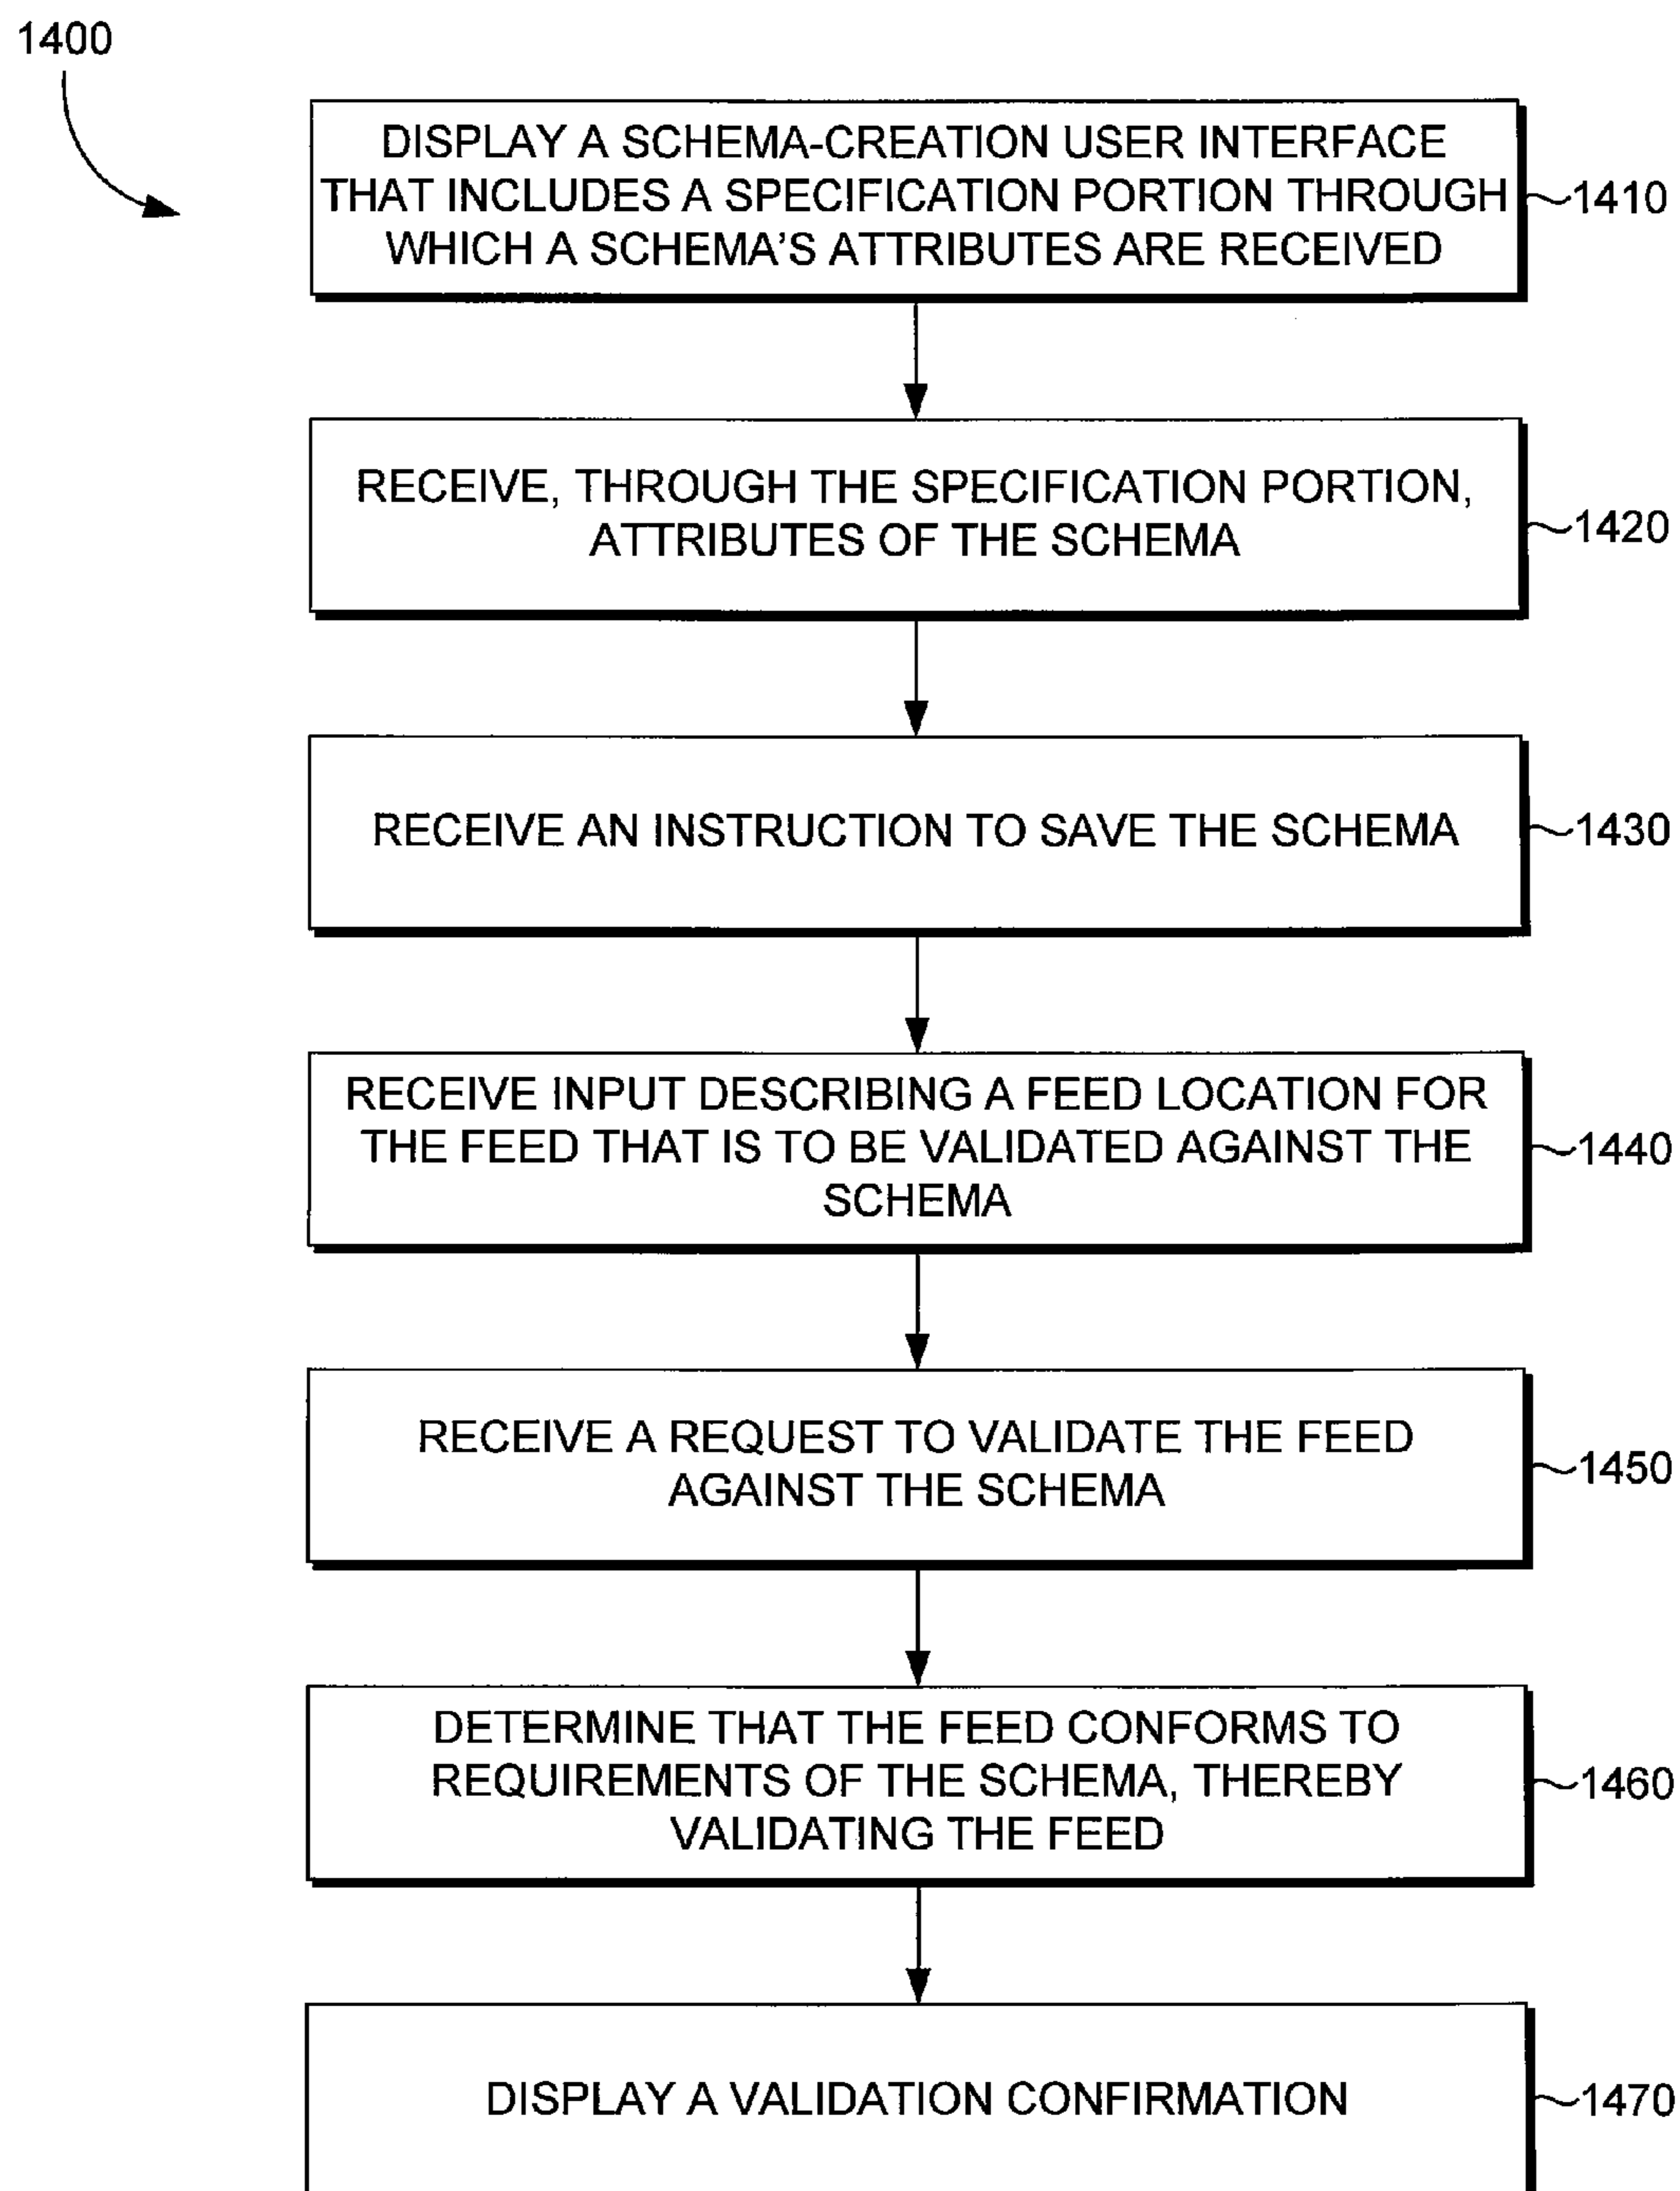 1400
DISPLAY A SCHEMA-CREATION USER INTERFACE
THAT INCLUDES A SPECIFICATION PORTION THROUGH
WHICH A SCHEMA'S ATTRIBUTES ARE RECEIVED
1410
RECEIVE, THROUGH THE SPECIFICATION PORTION,
ATTRIBUTES OF THE SCHEMA
1420
RECEIVE AN INSTRUCTION TO SAVE THE SCHEMA
1430
RECEIVE INPUT DESCRIBING A FEED LOCATION FOR
THE FEED THAT IS TO BE VALIDATED AGAINST THE
SCHEMA
1440
RECEIVE A REQUEST TO VALIDATE THE FEED
AGAINST THE SCHEMA
1450
DETERMINE THAT THE FEED CONFORMS TO
REQUIREMENTS OF THE SCHEMA, THEREBY
VALIDATING THE FEED
1460
DISPLAY A VALIDATION CONFIRMATION
1470